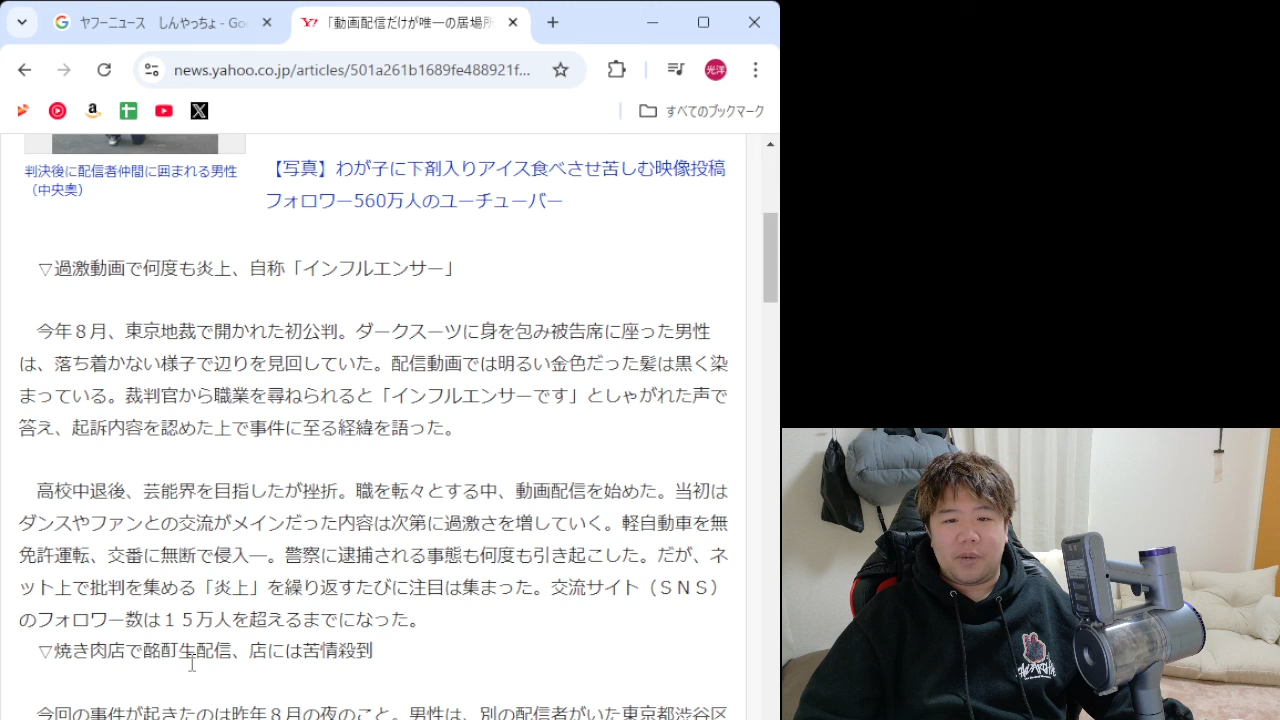 ヤフーニュース　しんやっちょ - Go
「動画配信だけが唯一の居場所
news.yahoo.co.jp/articles/501a261b1689fe488921f...
光洋
すべてのブックマーク
判決後に配信者仲間に囲まれる男性
（中央奥）
【写真】わが子に下剤入りアイス食べさせ苦しむ映像投稿
フォロワー560万人のユーチューバー
▽過激動画で何度も炎上、自称「インフルエンサー」
今年８月、東京地裁で開かれた初公判。ダークスーツに身を包み被告席に座った男性
は、落ち着かない様子で辺りを見回していた。配信動画では明るい金色だった髪は黒く染
まっている。裁判官から職業を尋ねられると「インフルエンサーです」としゃがれた声で
答え、起訴内容を認めた上で事件に至る経緯を語った。
高校中退後、芸能界を目指したが挫折。職を転々とする中、動画配信を始めた。当初は
ダンスやファンとの交流がメインだった内容は次第に過激さを増していく。軽自動車を無
免許運転、交番に無断で侵入―。警察に逮捕される事態も何度も引き起こした。だが、ネ
ット上で批判を集める「炎上」を繰り返すたびに注目は集まった。交流サイト（ＳＮＳ）
のフォロワー数は１５万人を超えるまでになった。
▽焼き肉店で酩酊生配信、店には苦情殺到
今回の事件が起きたのは昨年８月の夜のこと。男性は、別の配信者がいた東京都渋谷区